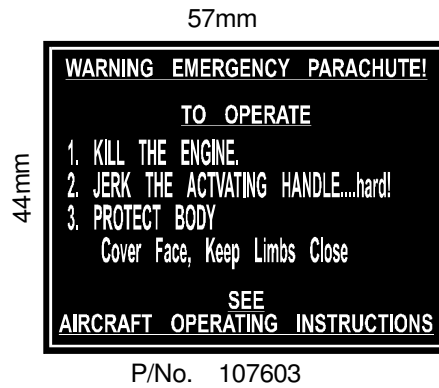 57mm
44mm
WARNING EMERGENCY PARACHUTE!
TO OPERATE
1. KILL THE ENGINE.
2. JERK THE ACTVATING HANDLE....hard!
3. PROTECT BODY
Cover Face, Keep Limbs Close
SEE
AIRCRAFT OPERATING INSTRUCTIONS
P/No. 107603